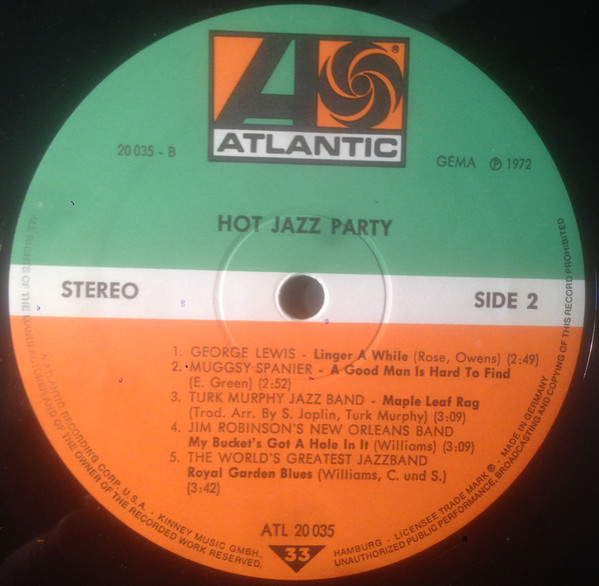 ATLANTIC
®
20 035 - B
GEMA ℗ 1972
HOT JAZZ PARTY
STEREO
SIDE 2
1. GEORGE LEWIS - Linger A While (Rose, Owens) (2:49)
2. MUGGSY SPANIER - A Good Man Is Hard To Find
(E. Green) (2:52)
3. TURK MURPHY JAZZ BAND - Maple Leaf Rag
(Trad. Arr. By S. Joplin, Turk Murphy) (3:09)
4. JIM ROBINSON'S NEW ORLEANS BAND
My Bucket's Got A Hole In It (Williams) (3:09)
5. THE WORLD'S GREATEST JAZZBAND
Royal Garden Blues (Williams, C. und S.)
(3:42)
ATL 20 035
33
ALL RIGHTS OF THE MANUFACTURER AND OF THE OWNER OF THE RECORDED WORK RESERVED.
ATLANTIC RECORDING CORP. U.S.A. - KINNEY MUSIC GMBH.,
HAMBURG - LICENSEE TRADE MARK ® - MADE IN GERMANY
UNAUTHORIZED PUBLIC PERFORMANCE, BROADCASTING AND COPYING OF THIS RECORD PROHIBITED